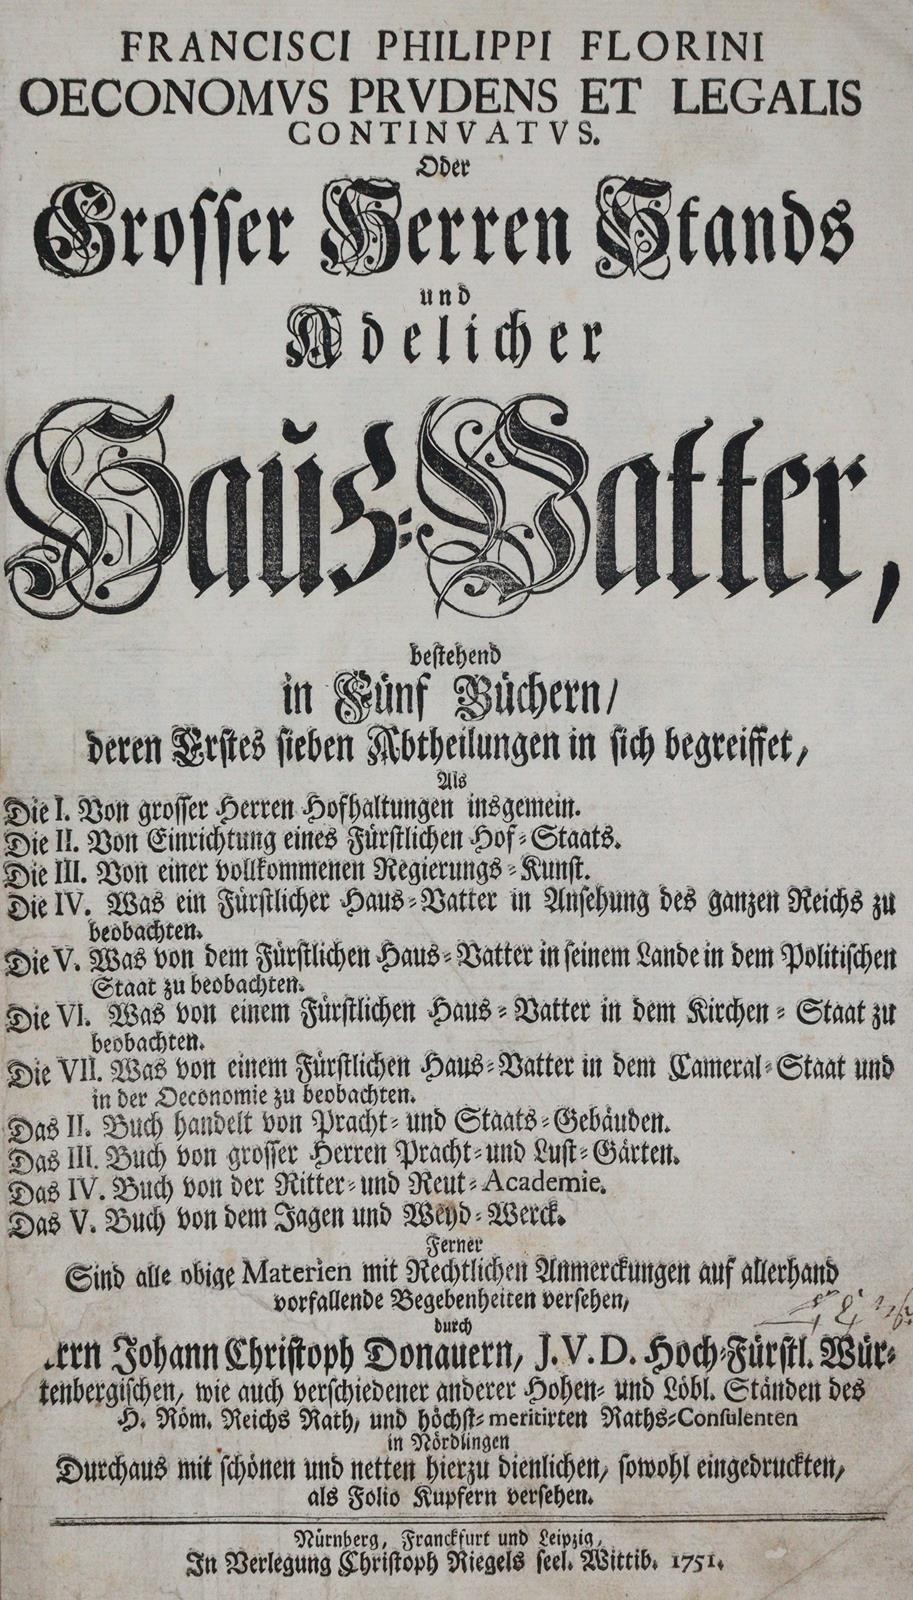 FRANCISCI PHILIPPI FLORINI
OECONOMVS PRVDENS ET LEGALIS
CONTINVATVS.
Oder
Grosser Herren Stands
und
Adelicher
Haus-Vatter,
bestehend
in Fünf Büchern/
deren Erstes sieben Abtheilungen in sich begreiffet,
Als
Die I. Von grosser Herren Hofhaltungen insgemein.
Die II. Von Einrichtung eines Fürstlichen Hof-Staats.
Die III. Von einer vollkommenen Regierungs-Kunst.
Die IV. Was ein Fürstlicher Haus-Vatter in Ansehung des ganzen Reichs zu
beobachten.
Die V. Was von dem Fürstlichen Haus-Vatter in seinem Lande in dem Politischen
Staat zu beobachten.
Die VI. Was von einem Fürstlichen Haus-Vatter in dem Kirchen-Staat zu
beobachten.
Die VII. Was von einem Fürstlichen Haus-Vatter in dem Cameral-Staat und
in der Oeconomie zu beobachten.
Das II. Buch handelt von Pracht- und Staats-Gebäuden.
Das III. Buch von grosser Herren Pracht-und Lust-Gärten.
Das IV. Buch von der Ritter-und Reut-Academie.
Das V. Buch von dem Jagen und Weyd-Werck.
Ferner
Sind alle obige Materien mit Rechtlichen Anmerckungen auf allerhand
vorfallende Begebenheiten versehen,
durch
rrn Johann Christoph Donauern, J.V.D. Hoch-Fürstl. Wür-
tenbergischen, wie auch verschiedener anderer Hohen- und Löbl. Ständen des
H. Röm. Reichs Rath, und höchst-meritirten Raths-Consulenten
in Nördlingen
Durchaus mit schönen und netten hierzu dienlichen, sowohl eingedruckten,
als Folio Kupfern versehen.
Nürnberg, Franckfurt und Leipzig,
In Verlegung Christoph Riegels seel. Wittib. 1751.